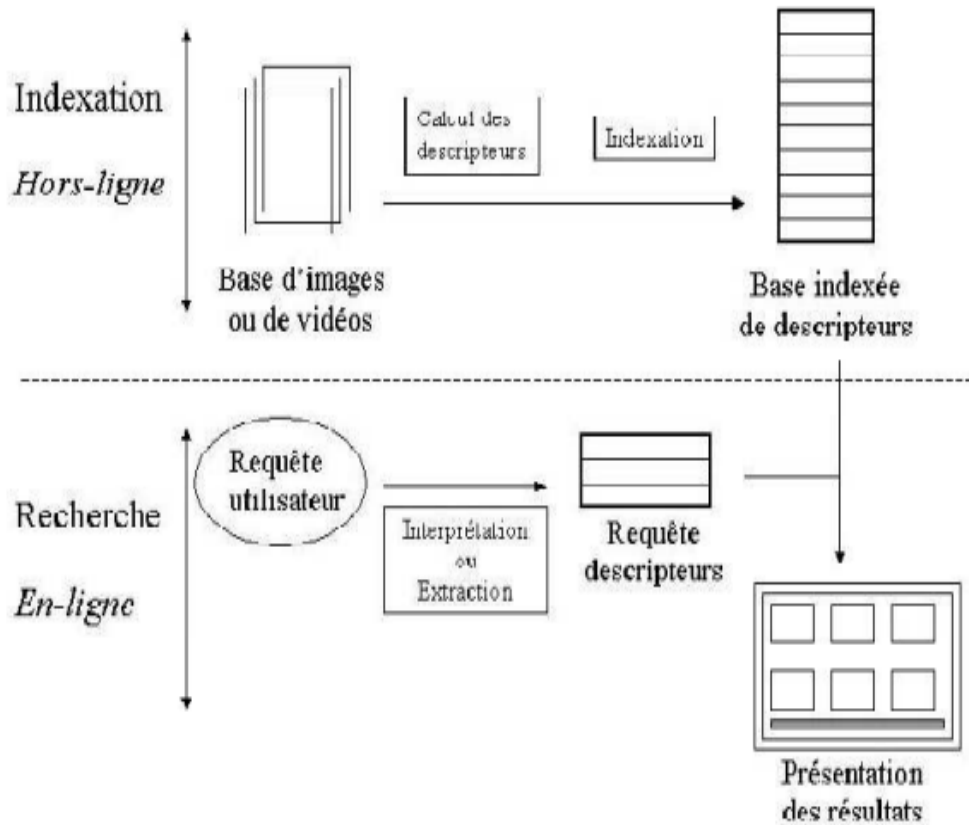 Indexation
Hors-ligne
Calcul des
descripteurs
Indexation
Base d'images
ou de vidéos
Base indexée
de descripteurs
Recherche
En-ligne
Requête
utilisateur
Interprétation
ou
Extraction
Requête
descripteurs
Présentation
des résultats